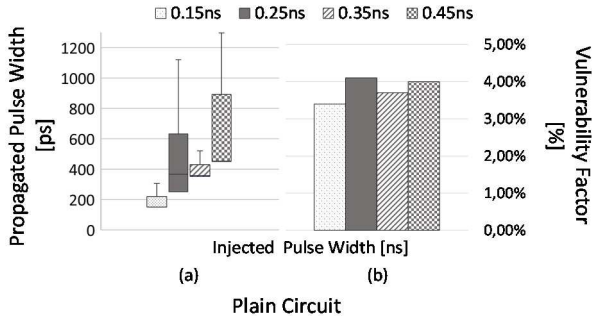 0.15ns 0.25ns 0.35ns 0.45ns
Propagated Pulse Width
[ps]
1200
1000
800
600
400
200
0
5,00%
4,00%
3,00%
2,00%
1,00%
0,00%
Vulnerability Factor
[%]
Injected Pulse Width [ns]
(a) (b)
Plain Circuit